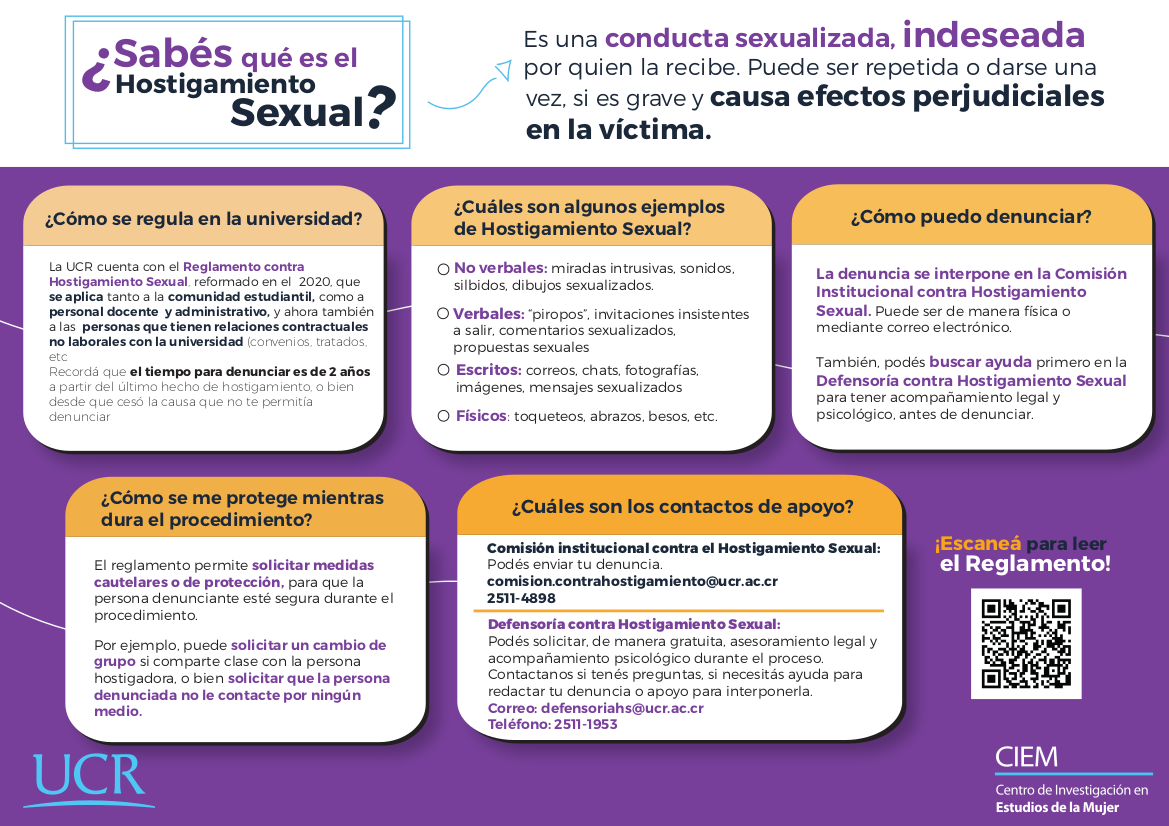 ¿Sabés qué es el
Hostigamiento
Sexual?
Es una conducta sexualizada, indeseada
por quien la recibe. Puede ser repetida o darse una
vez, si es grave y causa efectos perjudiciales
en la víctima.
¿Cómo se regula en la universidad?
La UCR cuenta con el Reglamento contra
Hostigamiento Sexual, reformado en el 2020, que
se aplica tanto a la comunidad estudiantil, como a
personal docente y administrativo, y ahora también
a las personas que tienen relaciones contractuales
no laborales con la universidad (convenios, tratados,
etc
Recordá que el tiempo para denunciar es de 2 años
a partir del último hecho de hostigamiento, o bien
desde que cesó la causa que no te permitía
denunciar
¿Cuáles son algunos ejemplos
de Hostigamiento Sexual?
No verbales: miradas intrusivas, sonidos,
silbidos, dibujos sexualizados.
Verbales: "piropos", invitaciones insistentes
a salir, comentarios sexualizados,
propuestas sexuales
Escritos: correos, chats, fotografías,
imágenes, mensajes sexualizados
Físicos: toqueteos, abrazos, besos, etc.
¿Cómo puedo denunciar?
La denuncia se interpone en la Comisión
Institucional contra Hostigamiento
Sexual. Puede ser de manera física o
mediante correo electrónico.
También, podés buscar ayuda primero en la
Defensoría contra Hostigamiento Sexual
para tener acompañamiento legal y
psicológico, antes de denunciar.
¿Cómo se me protege mientras
dura el procedimiento?
El reglamento permite solicitar medidas
cautelares o de protección, para que la
persona denunciante esté segura durante el
procedimiento.
Por ejemplo, puede solicitar un cambio de
grupo si comparte clase con la persona
hostigadora, o bien solicitar que la persona
denunciada no le contacte por ningún
medio.
¿Cuáles son los contactos de apoyo?
Comisión institucional contra el Hostigamiento Sexual:
Podés enviar tu denuncia.
comision.contrahostigamiento@ucr.ac.cr
2511-4898
Defensoría contra Hostigamiento Sexual:
Podés solicitar, de manera gratuita, asesoramiento legal y
acompañamiento psicológico durante el proceso.
Contactanos si tenés preguntas, si necesitás ayuda para
redactar tu denuncia o apoyo para interponerla.
Correo: defensoriahs@ucr.ac.cr
Teléfono: 2511-1953
¡Escaneá para leer
el Reglamento!
UCR
CIEM
Centro de Investigación en
Estudios de la Mujer